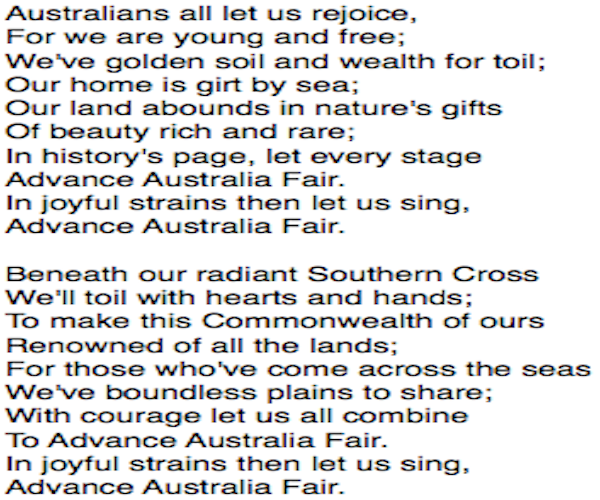 Australians all let us rejoice,
For we are young and free;
We've golden soil and wealth for toil;
Our home is girt by sea;
Our land abounds in nature's gifts
Of beauty rich and rare;
In history's page, let every stage
Advance Australia Fair.
In joyful strains then let us sing,
Advance Australia Fair.

Beneath our radiant Southern Cross
We'll toil with hearts and hands;
To make this Commonwealth of ours
Renowned of all the lands;
For those who've come across the seas
We've boundless plains to share;
With courage let us all combine
To Advance Australia Fair.
In joyful strains then let us sing,
Advance Australia Fair.